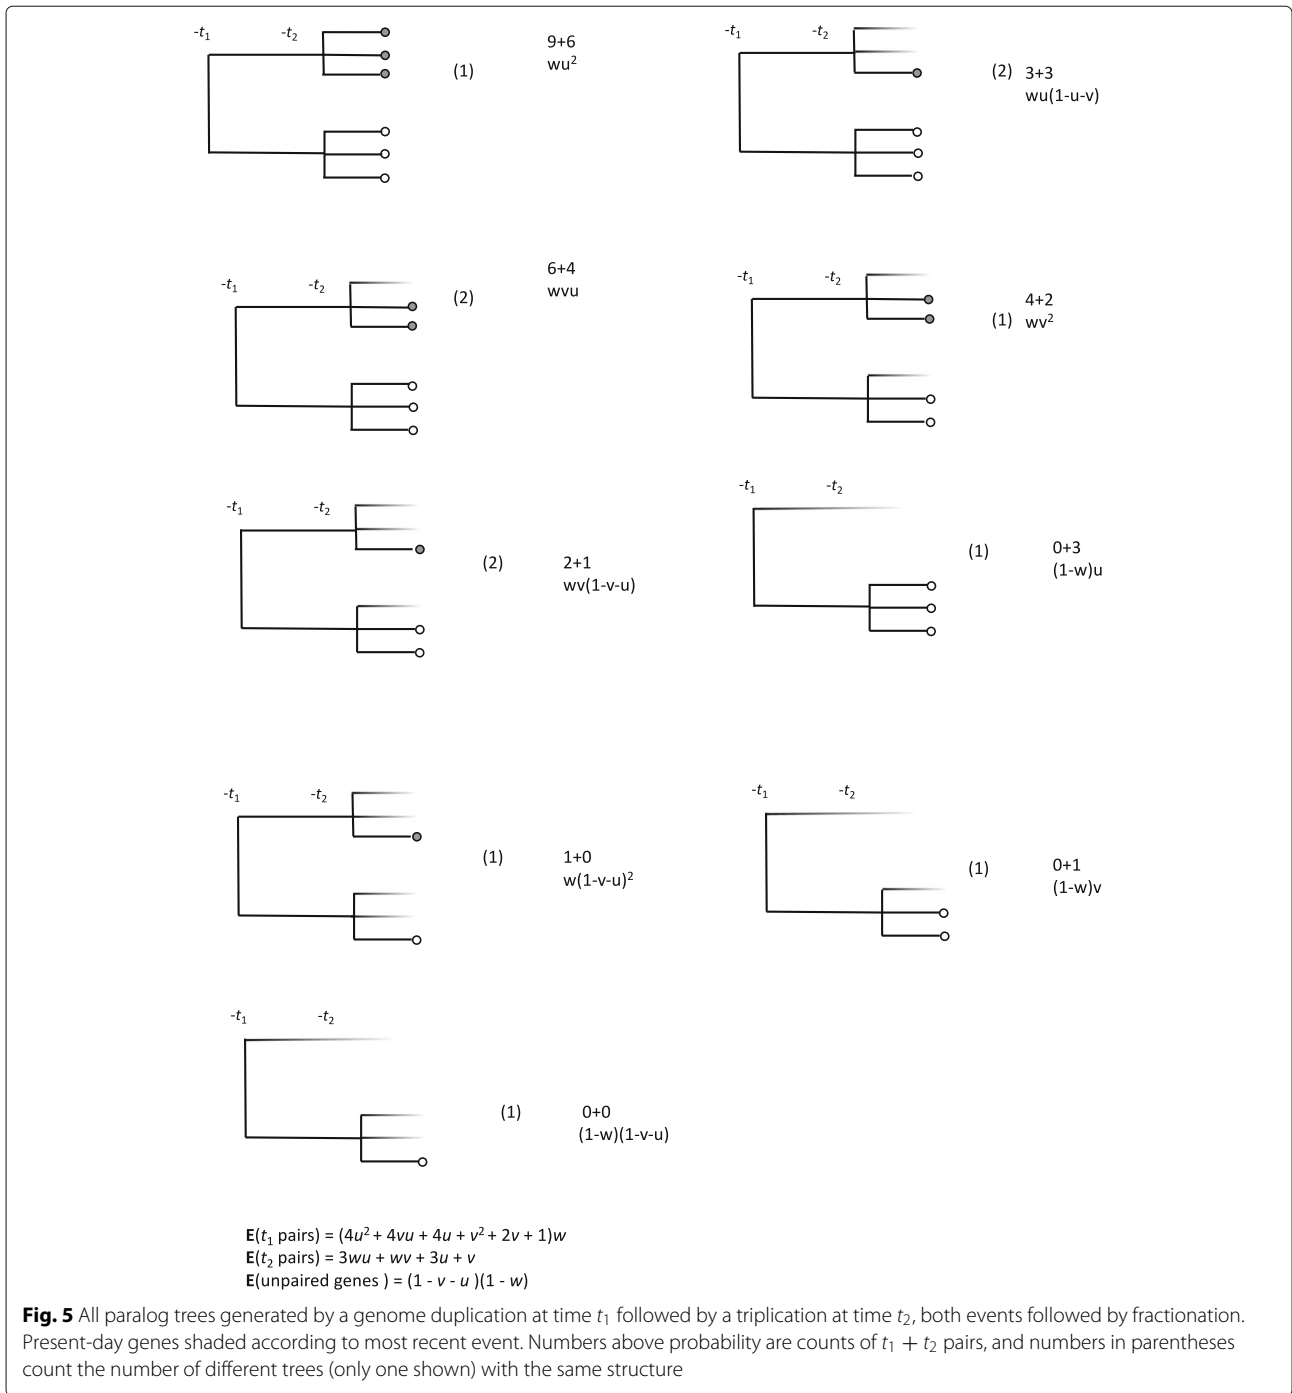 -t1 -t2
(1)
9+6
wu²
-t1 -t2
(2)
3+3
wu(1-u-v)
-t1 -t2
(2)
6+4
wvu
-t1 -t2
(1)
4+2
wv²
-t1 -t2
(2)
2+1
wv(1-v-u)
-t1 -t2
(1)
0+3
(1-w)u
-t1 -t2
(1)
1+0
w(1-v-u)²
-t1 -t2
(1)
0+1
(1-w)v
-t1 -t2
(1)
0+0
(1-w)(1-v-u)
E(t1 pairs) = (4u² + 4vu + 4u + v² + 2v + 1)w
E(t2 pairs) = 3wu + wv + 3u + v
E(unpaired genes ) = (1 - v - u )(1 - w)
Fig. 5 All paralog trees generated by a genome duplication at time t1 followed by a triplication at time t2, both events followed by fractionation.
Present-day genes shaded according to most recent event. Numbers above probability are counts of t1 + t2 pairs, and numbers in parentheses
count the number of different trees (only one shown) with the same structure